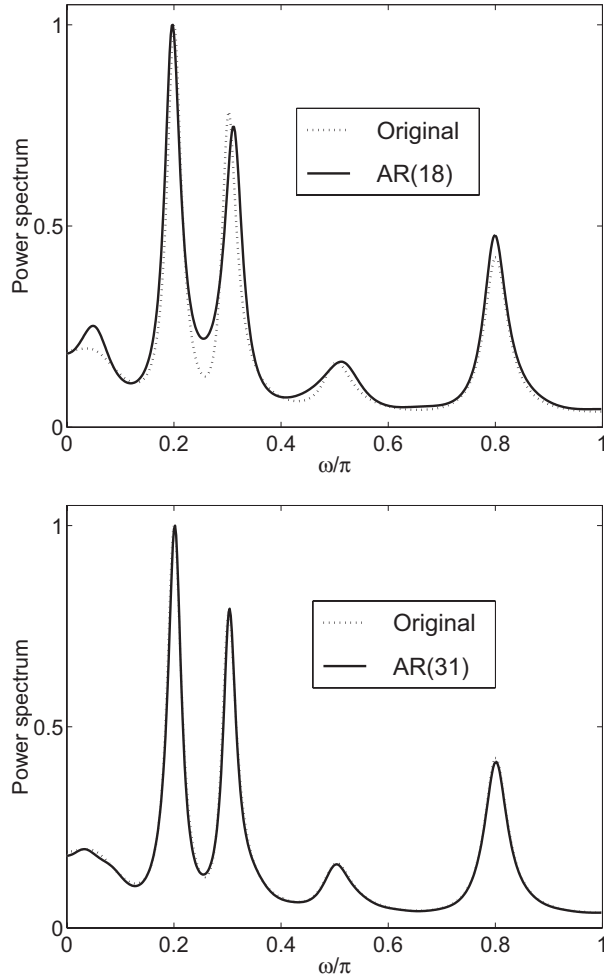 1
Original
AR(18)
Power spectrum
0.5
0
0 0.2 0.4 0.6 0.8 1
ω/π
1
Original
AR(31)
Power spectrum
0.5
0
0 0.2 0.4 0.6 0.8 1
ω/π